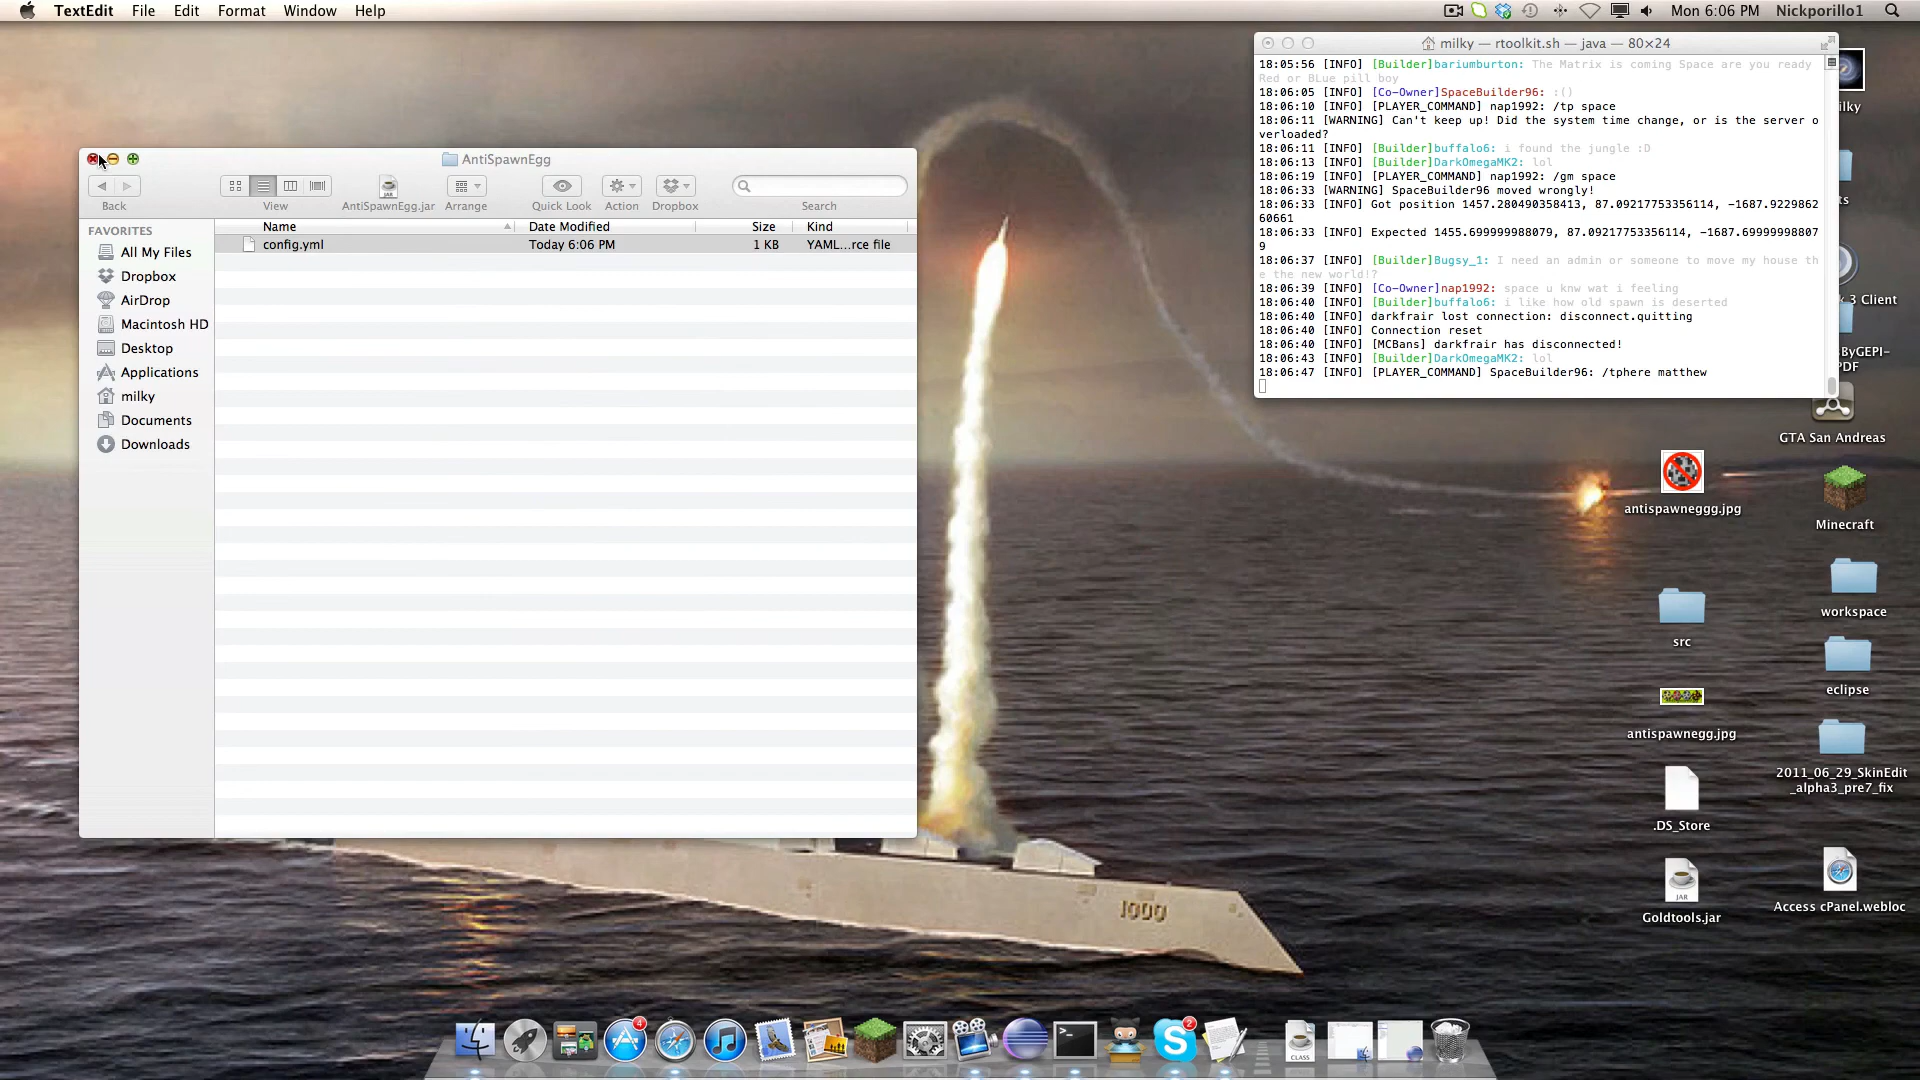 TextEdit File Edit Format Window Help
Mon 6:06 PM Nickporillo1
milky — rtoolkit.sh — java — 80×24
18:05:56 [INFO] [Builder]bariumburton: The Matrix is coming Space are you ready
Red or BLue pill boy
18:06:05 [INFO] [Co-Owner]SpaceBuilder96: :()
18:06:10 [INFO] [PLAYER_COMMAND] nap1992: /tp space
18:06:11 [WARNING] Can't keep up! Did the system time change, or is the server o
verloaded?
18:06:11 [INFO] [Builder]buffalo6: i found the jungle :D
18:06:13 [INFO] [Builder]DarkOmegaMK2: lol
18:06:19 [INFO] [PLAYER_COMMAND] nap1992: /gm space
18:06:33 [WARNING] SpaceBuilder96 moved wrongly!
18:06:33 [INFO] Got position 1457.280490358413, 87.09217753356114, -1687.9229862
60661
18:06:33 [INFO] Expected 1455.699999988079, 87.09217753356114, -1687.69999998807
9
18:06:37 [INFO] [Builder]Bugsy_1: I need an admin or someone to move my house th
e the new world!?
18:06:39 [INFO] [Co-Owner]nap1992: space u knw wat i feeling
18:06:40 [INFO] [Builder]buffalo6: i like how old spawn is deserted
18:06:40 [INFO] darkfrair lost connection: disconnect.quitting
18:06:40 [INFO] Connection reset
18:06:40 [INFO] [MCBans] darkfrair has disconnected!
18:06:43 [INFO] [Builder]DarkOmegaMK2: lol
18:06:47 [INFO] [PLAYER_COMMAND] SpaceBuilder96: /tphere matthew
AntiSpawnEgg
JAR
Back View AntiSpawnEgg.jar Arrange Quick Look Action Dropbox Search
FAVORITES
All My Files
Dropbox
AirDrop
Macintosh HD
Desktop
Applications
milky
Documents
Downloads
Name Date Modified Size Kind
config.yml Today 6:06 PM 1 KB YAML...rce file
ilky
ts
k 3 Client
sByGEPI-
PDF
GTA San Andreas
antispawneggg.jpg
Minecraft
src
workspace
eclipse
antispawnegg.jpg
2011_06_29_SkinEdit
_alpha3_pre7_fix
.DS_Store
JAR
Goldtools.jar
Access cPanel.webloc
1000
4
2
CLASS